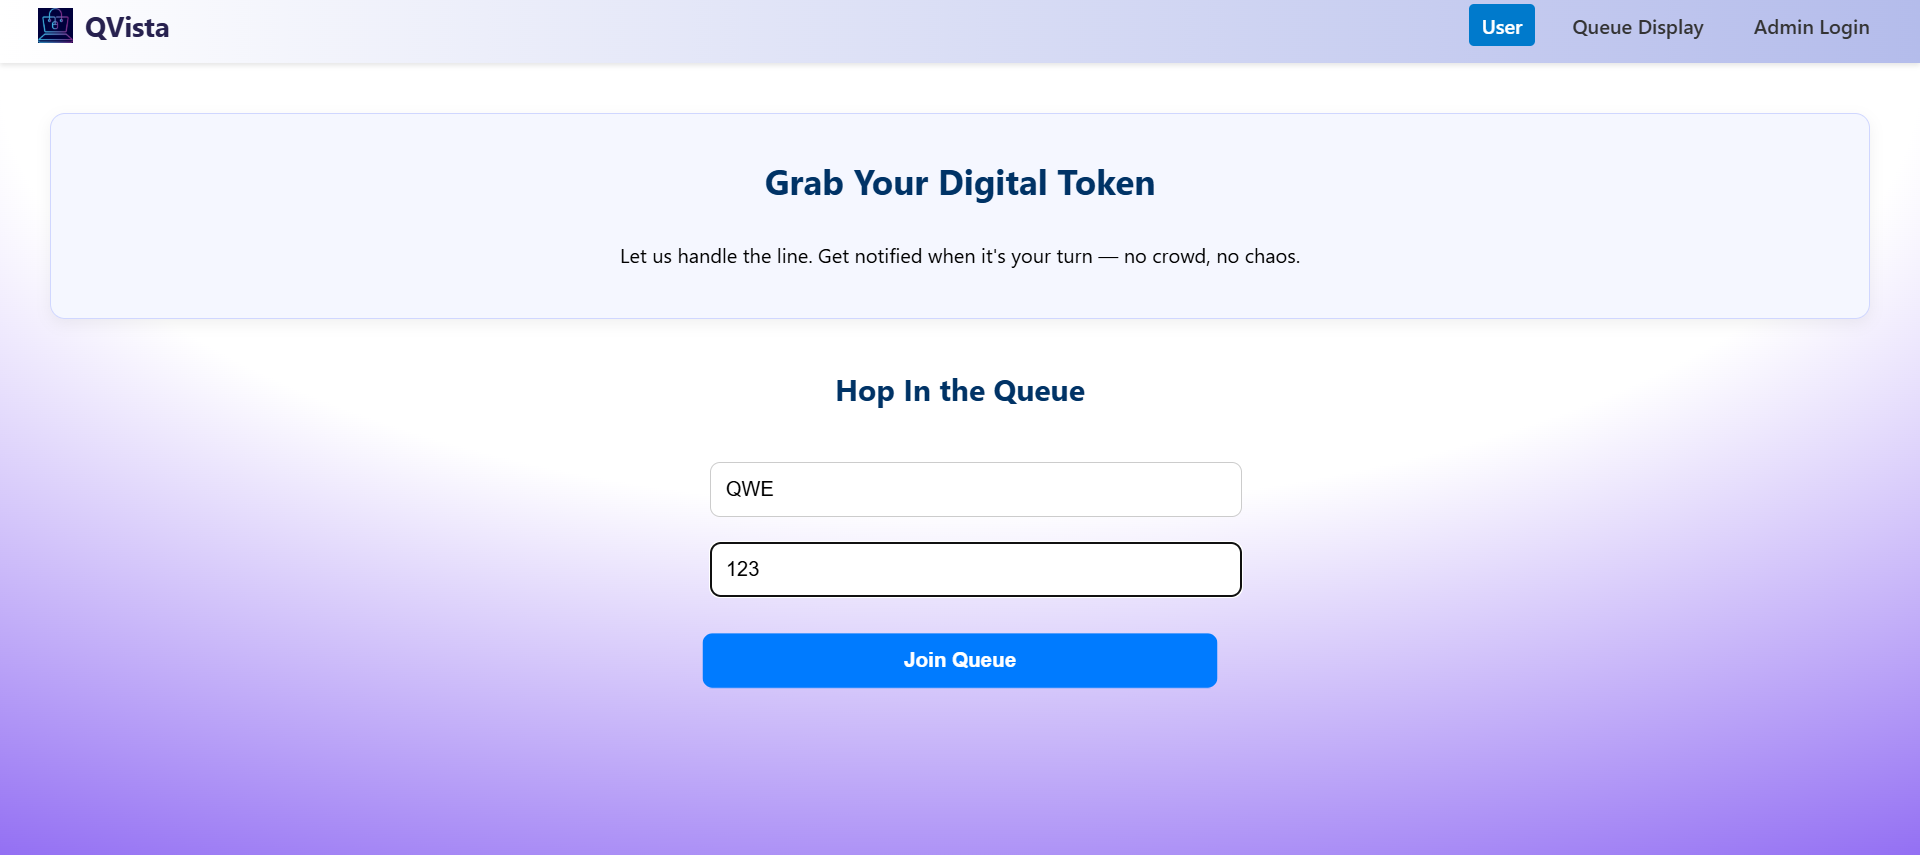 QVista
User
Queue Display
Admin Login
Grab Your Digital Token
Let us handle the line. Get notified when it's your turn — no crowd, no chaos.
Hop In the Queue
QWE
123
Join Queue